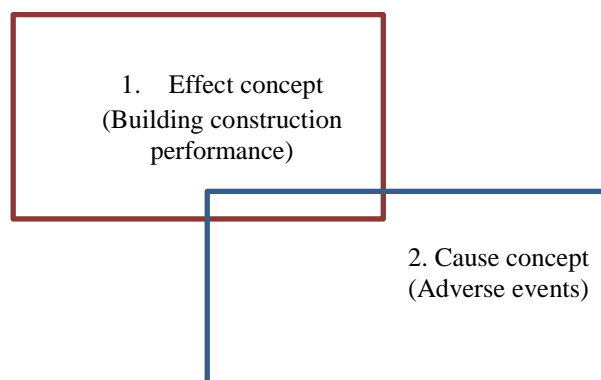 1. Effect concept
(Building construction
performance)
2. Cause concept
(Adverse events)